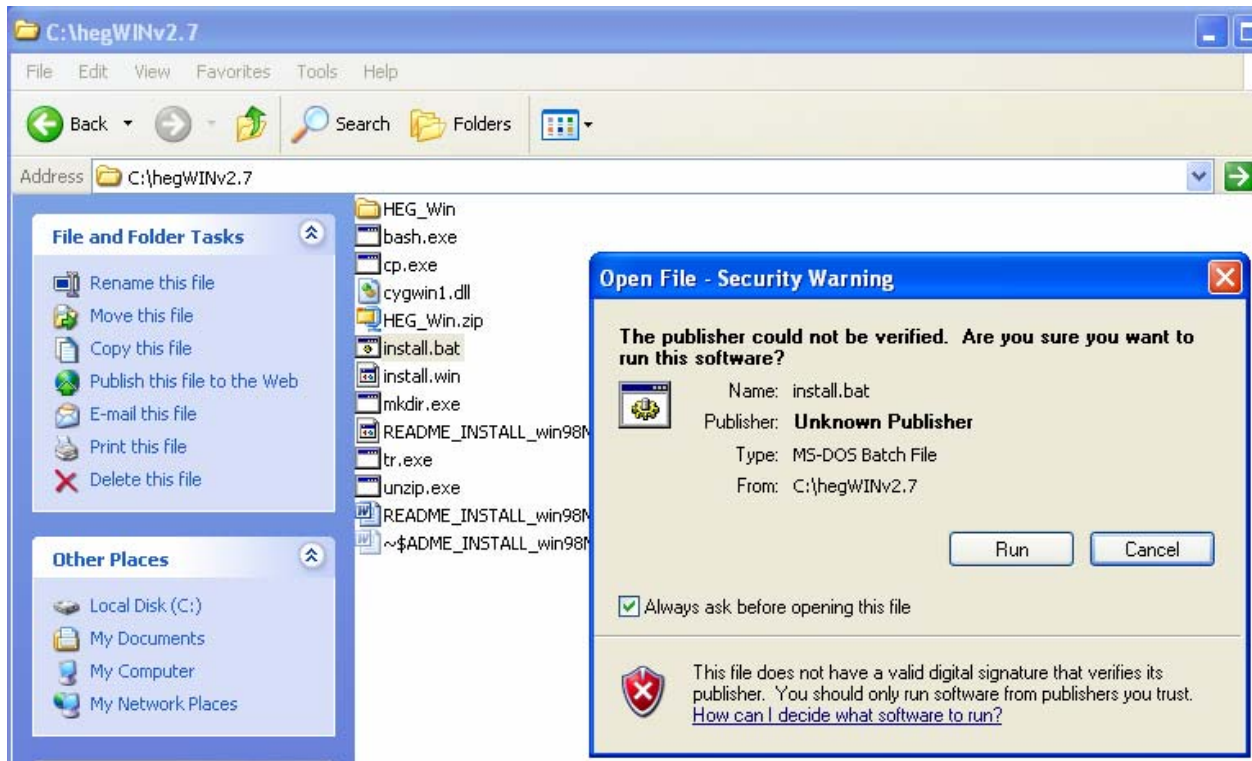 C:\hegWINv2.7
File Edit View Favorites Tools Help
Back Search Folders
Address C:\hegWINv2.7
File and Folder Tasks
Rename this file
Move this file
Copy this file
Publish this file to the Web
E-mail this file
Print this file
Delete this file
Other Places
Local Disk (C:)
My Documents
My Computer
My Network Places
HEG_Win
bash.exe
cp.exe
cygwin1.dll
HEG_Win.zip
install.bat
install.win
mkdir.exe
README_INSTALL_win98
tr.exe
unzip.exe
README_INSTALL_win98
~$ADME_INSTALL_win98
Open File - Security Warning
The publisher could not be verified. Are you sure you want to
run this software?
Name: install.bat
Publisher: Unknown Publisher
Type: MS-DOS Batch File
From: C:\hegWINv2.7
Run Cancel
Always ask before opening this file
This file does not have a valid digital signature that verifies its
publisher. You should only run software from publishers you trust.
How can I decide what software to run?